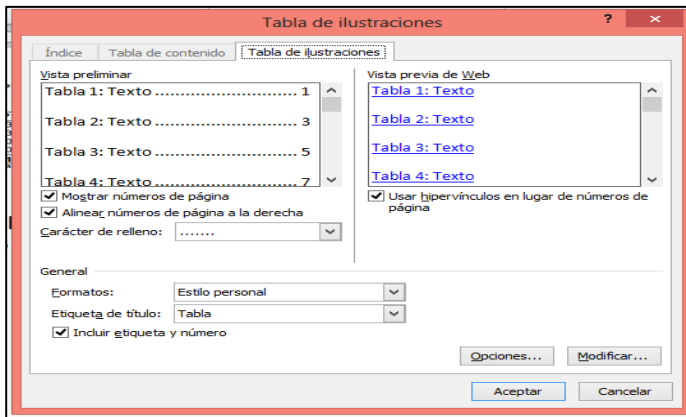 Tabla de ilustraciones
? ×
Índice Tabla de contenido Tabla de ilustraciones
Vista preliminar
Tabla 1: Texto ............................ 1
Tabla 2: Texto ............................ 3
Tabla 3: Texto ............................ 5
Tabla 4: Texto ............................ 7
Mostrar números de página
Alinear números de página a la derecha
Carácter de relleno: .......
Vista previa de Web
Tabla 1: Texto
Tabla 2: Texto
Tabla 3: Texto
Tabla 4: Texto
Usar hipervínculos en lugar de números de
página
General
Formatos: Estilo personal
Etiqueta de título: Tabla
Incluir etiqueta y número
Opciones... Modificar...
Aceptar Cancelar